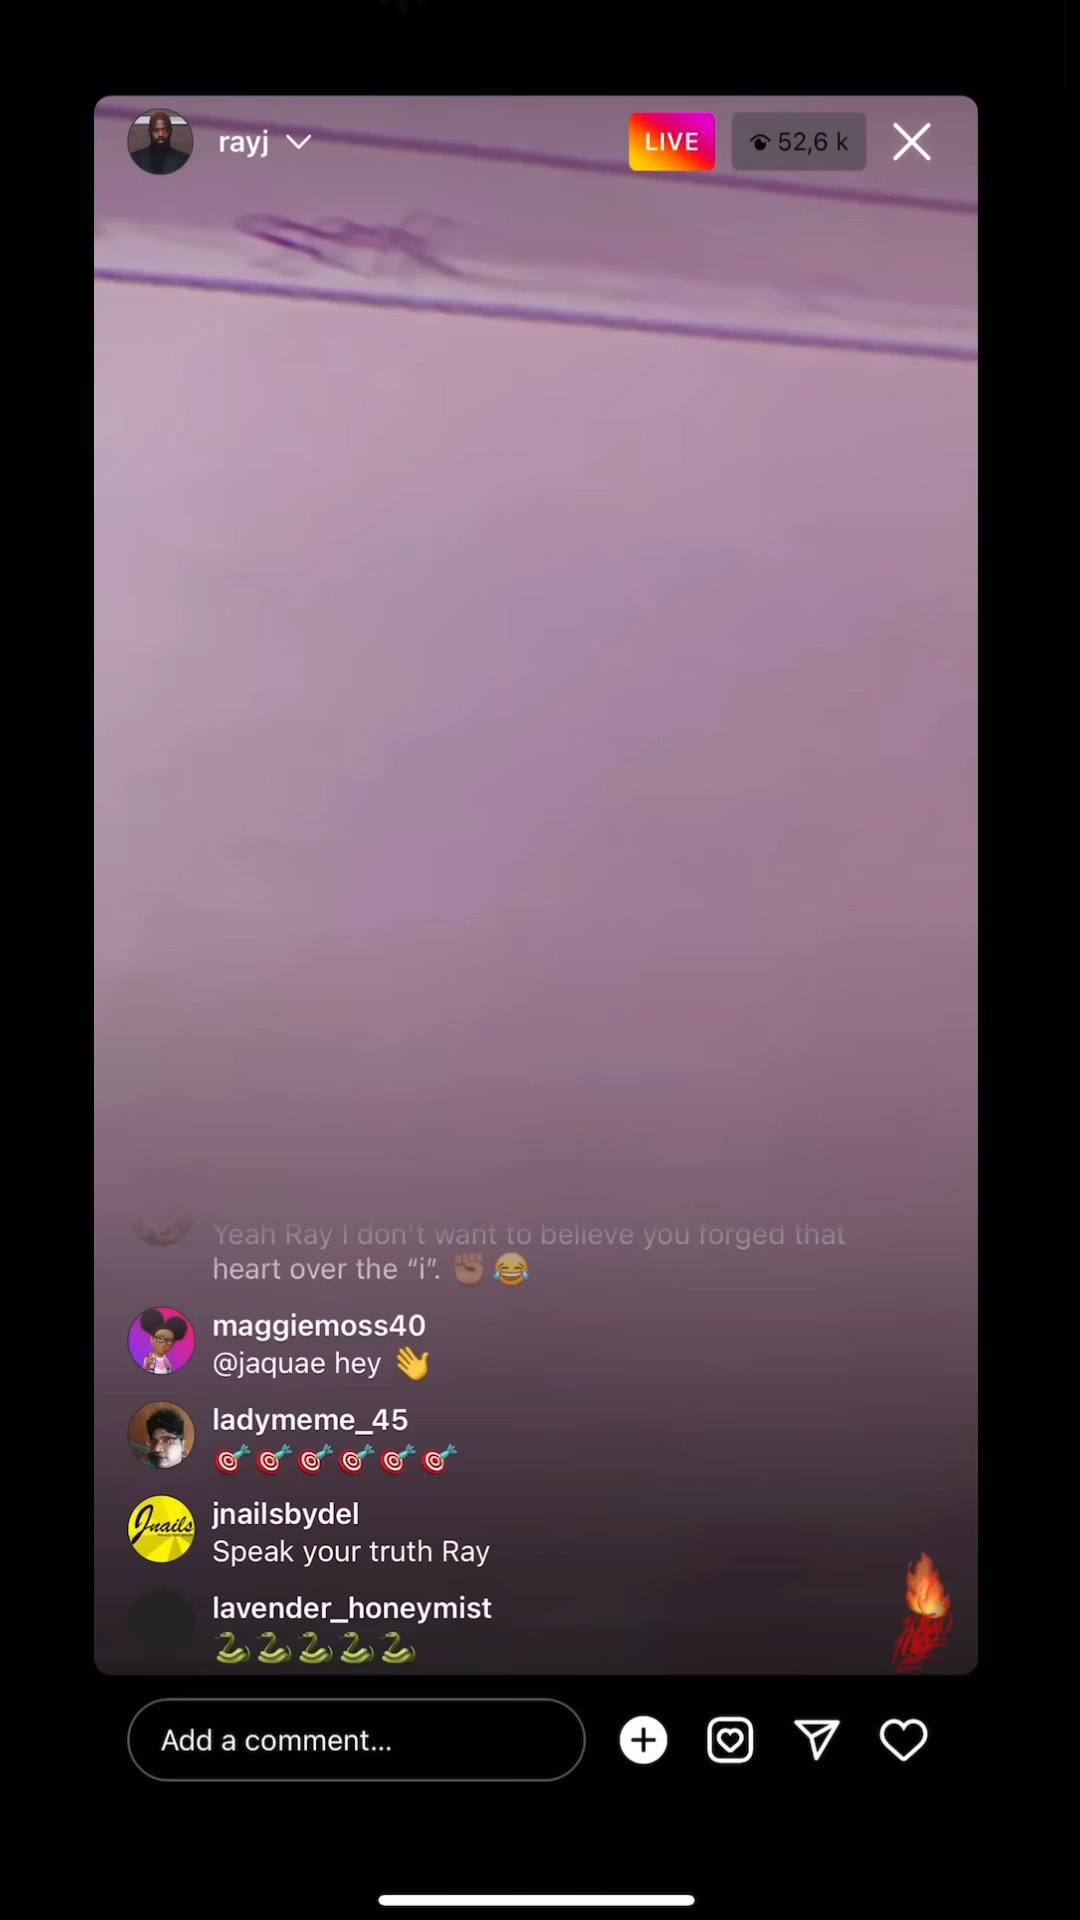 rayj
LIVE
52,6 k
Yeah Ray I don't want to believe you forged that
heart over the “i”. ✊🏽😂
maggiemoss40
@jaquae hey 👋
ladymeme_45
🎯🎯🎯🎯🎯🎯
Jnails
jnailsbydel
Speak your truth Ray
lavender_honeymist
🐍🐍🐍🐍🐍
Add a comment...